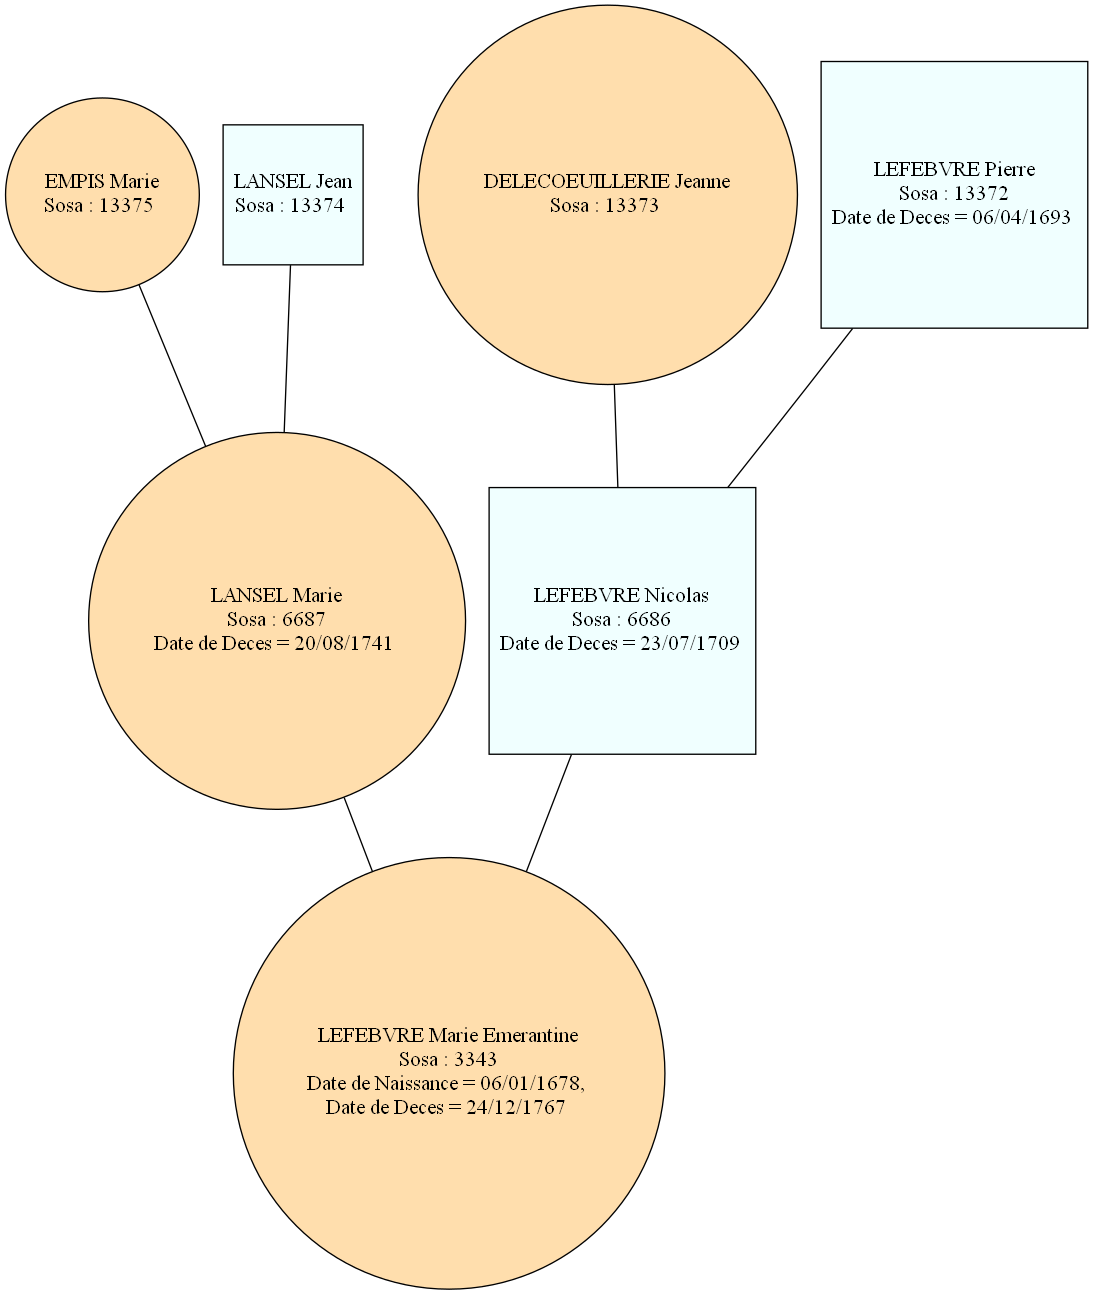 EMPIS Marie
Sosa : 13375
LANSEL Jean
Sosa : 13374
DELECOEUILLERIE Jeanne
Sosa : 13373
LEFEBVRE Pierre
Sosa : 13372
Date de Deces = 06/04/1693
LANSEL Marie
Sosa : 6687
Date de Deces = 20/08/1741
LEFEBVRE Nicolas
Sosa : 6686
Date de Deces = 23/07/1709
LEFEBVRE Marie Emerantine
Sosa : 3343
Date de Naissance = 06/01/1678,
Date de Deces = 24/12/1767